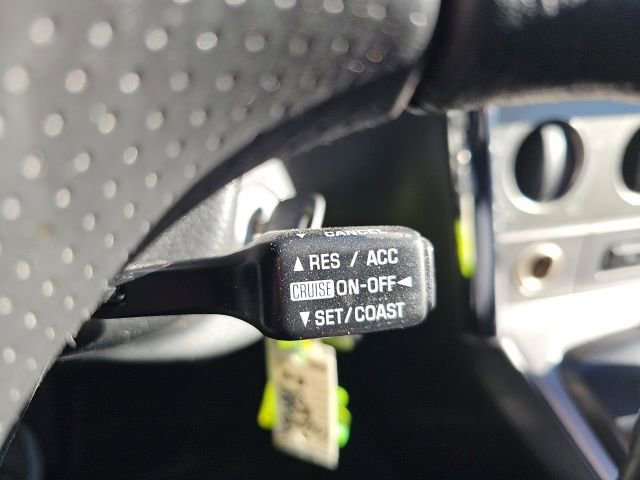 ▼ CANCEL
▲ RES / ACC
CRUISE ON-OFF ◄
▼ SET/COAST